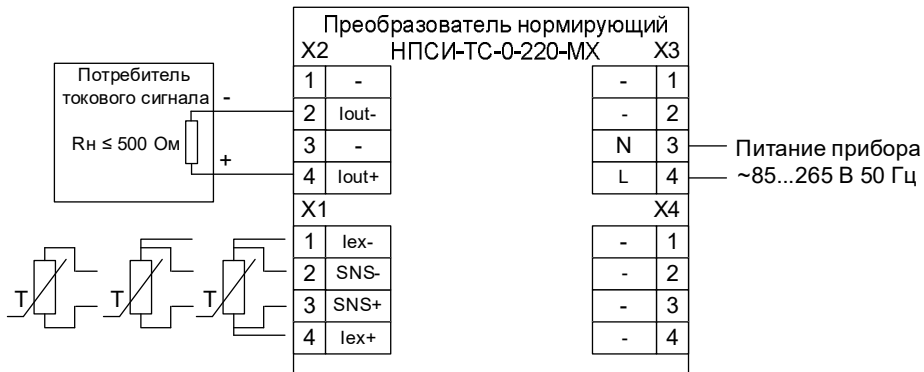 Преобразователь нормирующий
НПСИ-ТС-0-220-МХ
X2
X3
Потребитель
токового сигнала
Rн ≤ 500 Ом
-
+
1 -
2 Iout-
3 -
4 Iout+
- 1
- 2
N 3
L 4
Питание прибора
~85...265 В 50 Гц
X1
X4
T
T
T
1 Iex-
2 SNS-
3 SNS+
4 Iex+
- 1
- 2
- 3
- 4